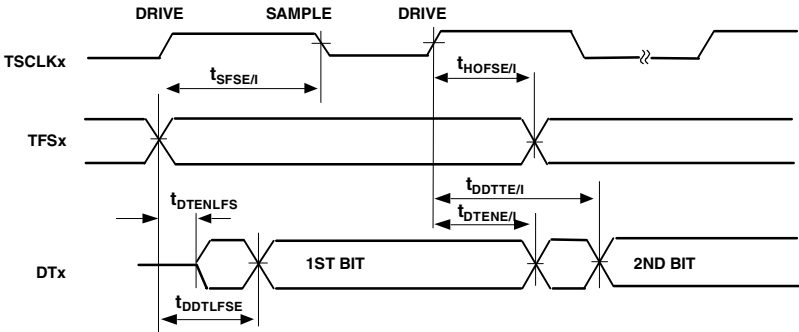 DRIVE SAMPLE DRIVE
TSCLKx
tSFSE/I tHOFSE/I
TFSx
tDDTTE/I
tDTENLFS
tDTENE/I
DTx 1ST BIT 2ND BIT
tDDTLFSE